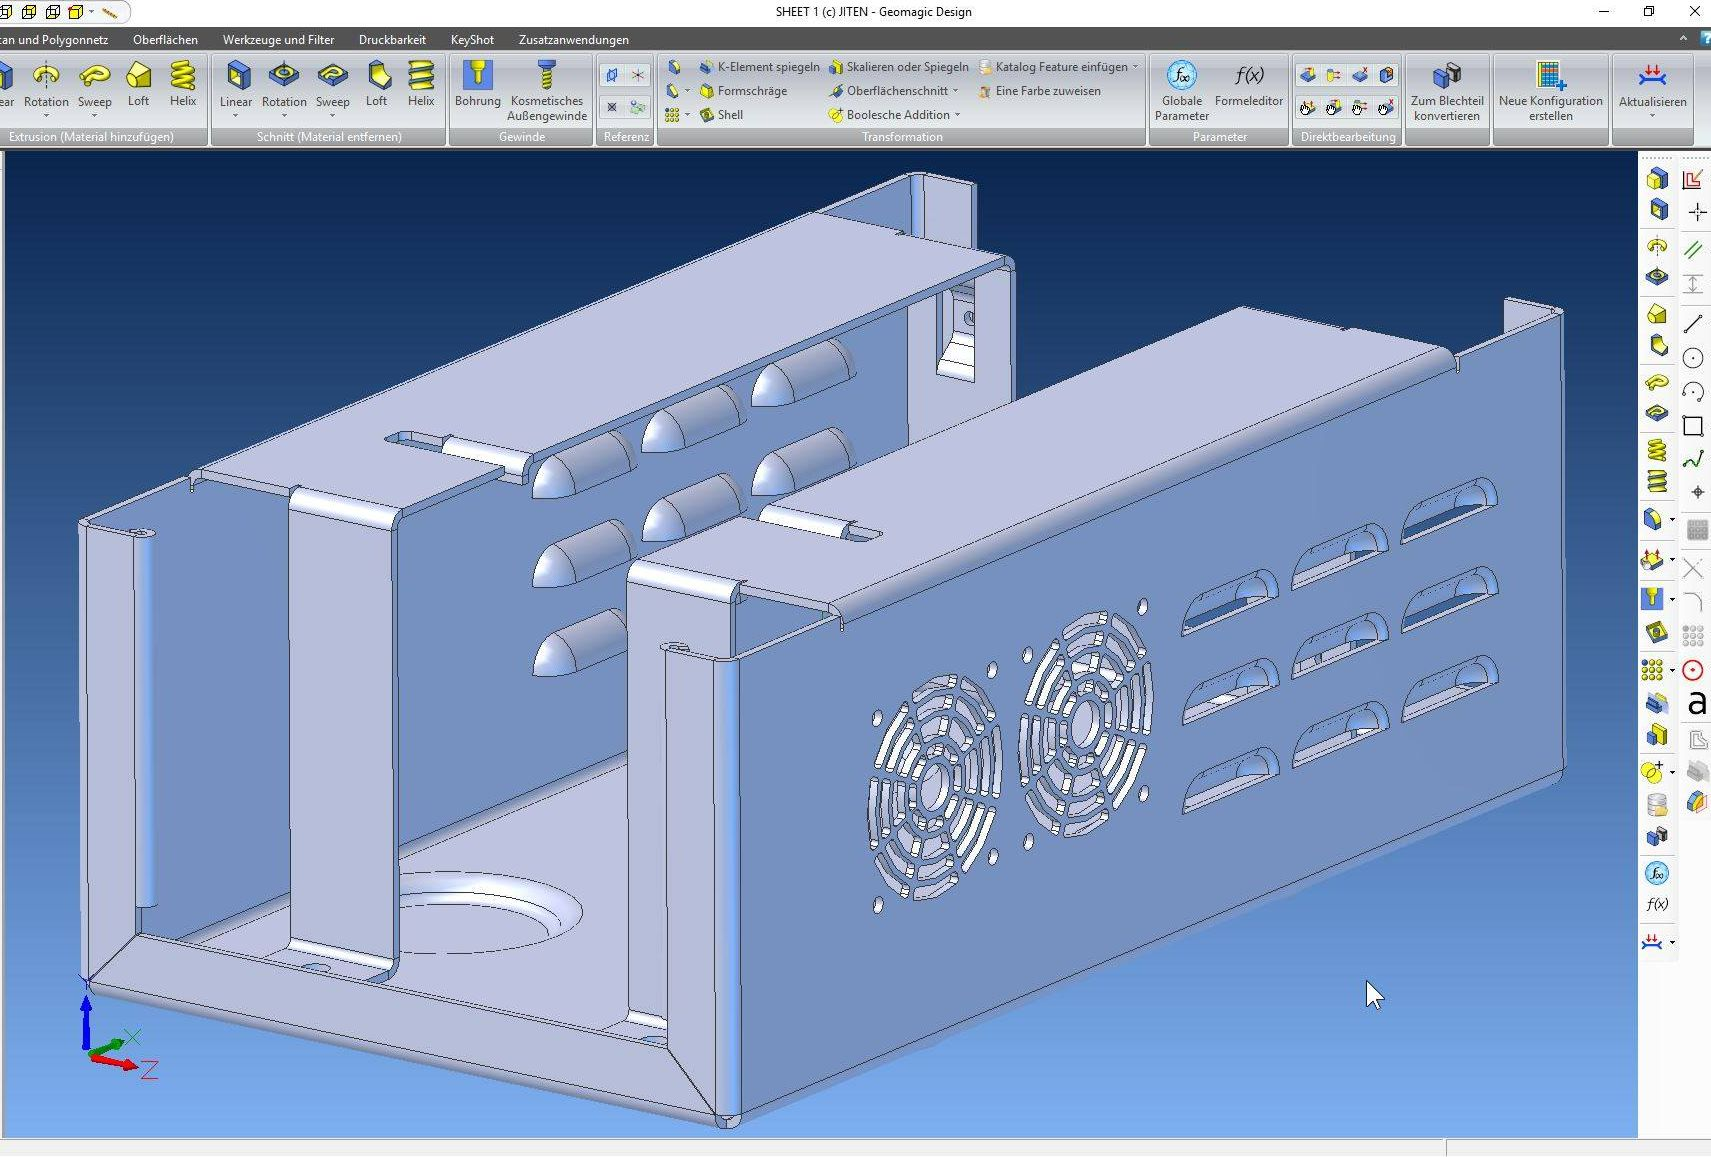 SHEET 1 (c) JITEN - Geomagic Design
an und Polygonnetz Oberflächen Werkzeuge und Filter Druckbarkeit KeyShot Zusatzanwendungen
K-Element spiegeln Skalieren oder Spiegeln Katalog Feature einfügen
Formschräge Oberflächenschnitt Eine Farbe zuweisen
Shell Boolesche Addition
ear Rotation Sweep Loft Helix Linear Rotation Sweep Loft Helix Bohrung Kosmetisches Außengewinde Globale Parameter Formeleditor Zum Blechteil konvertieren Neue Konfiguration erstellen Aktualisieren
f∞ f(x)
Extrusion (Material hinzufügen) Schnitt (Material entfernen) Gewinde Referenz Transformation Parameter Direktbearbeitung
a
f∞
f(x)
X
Z